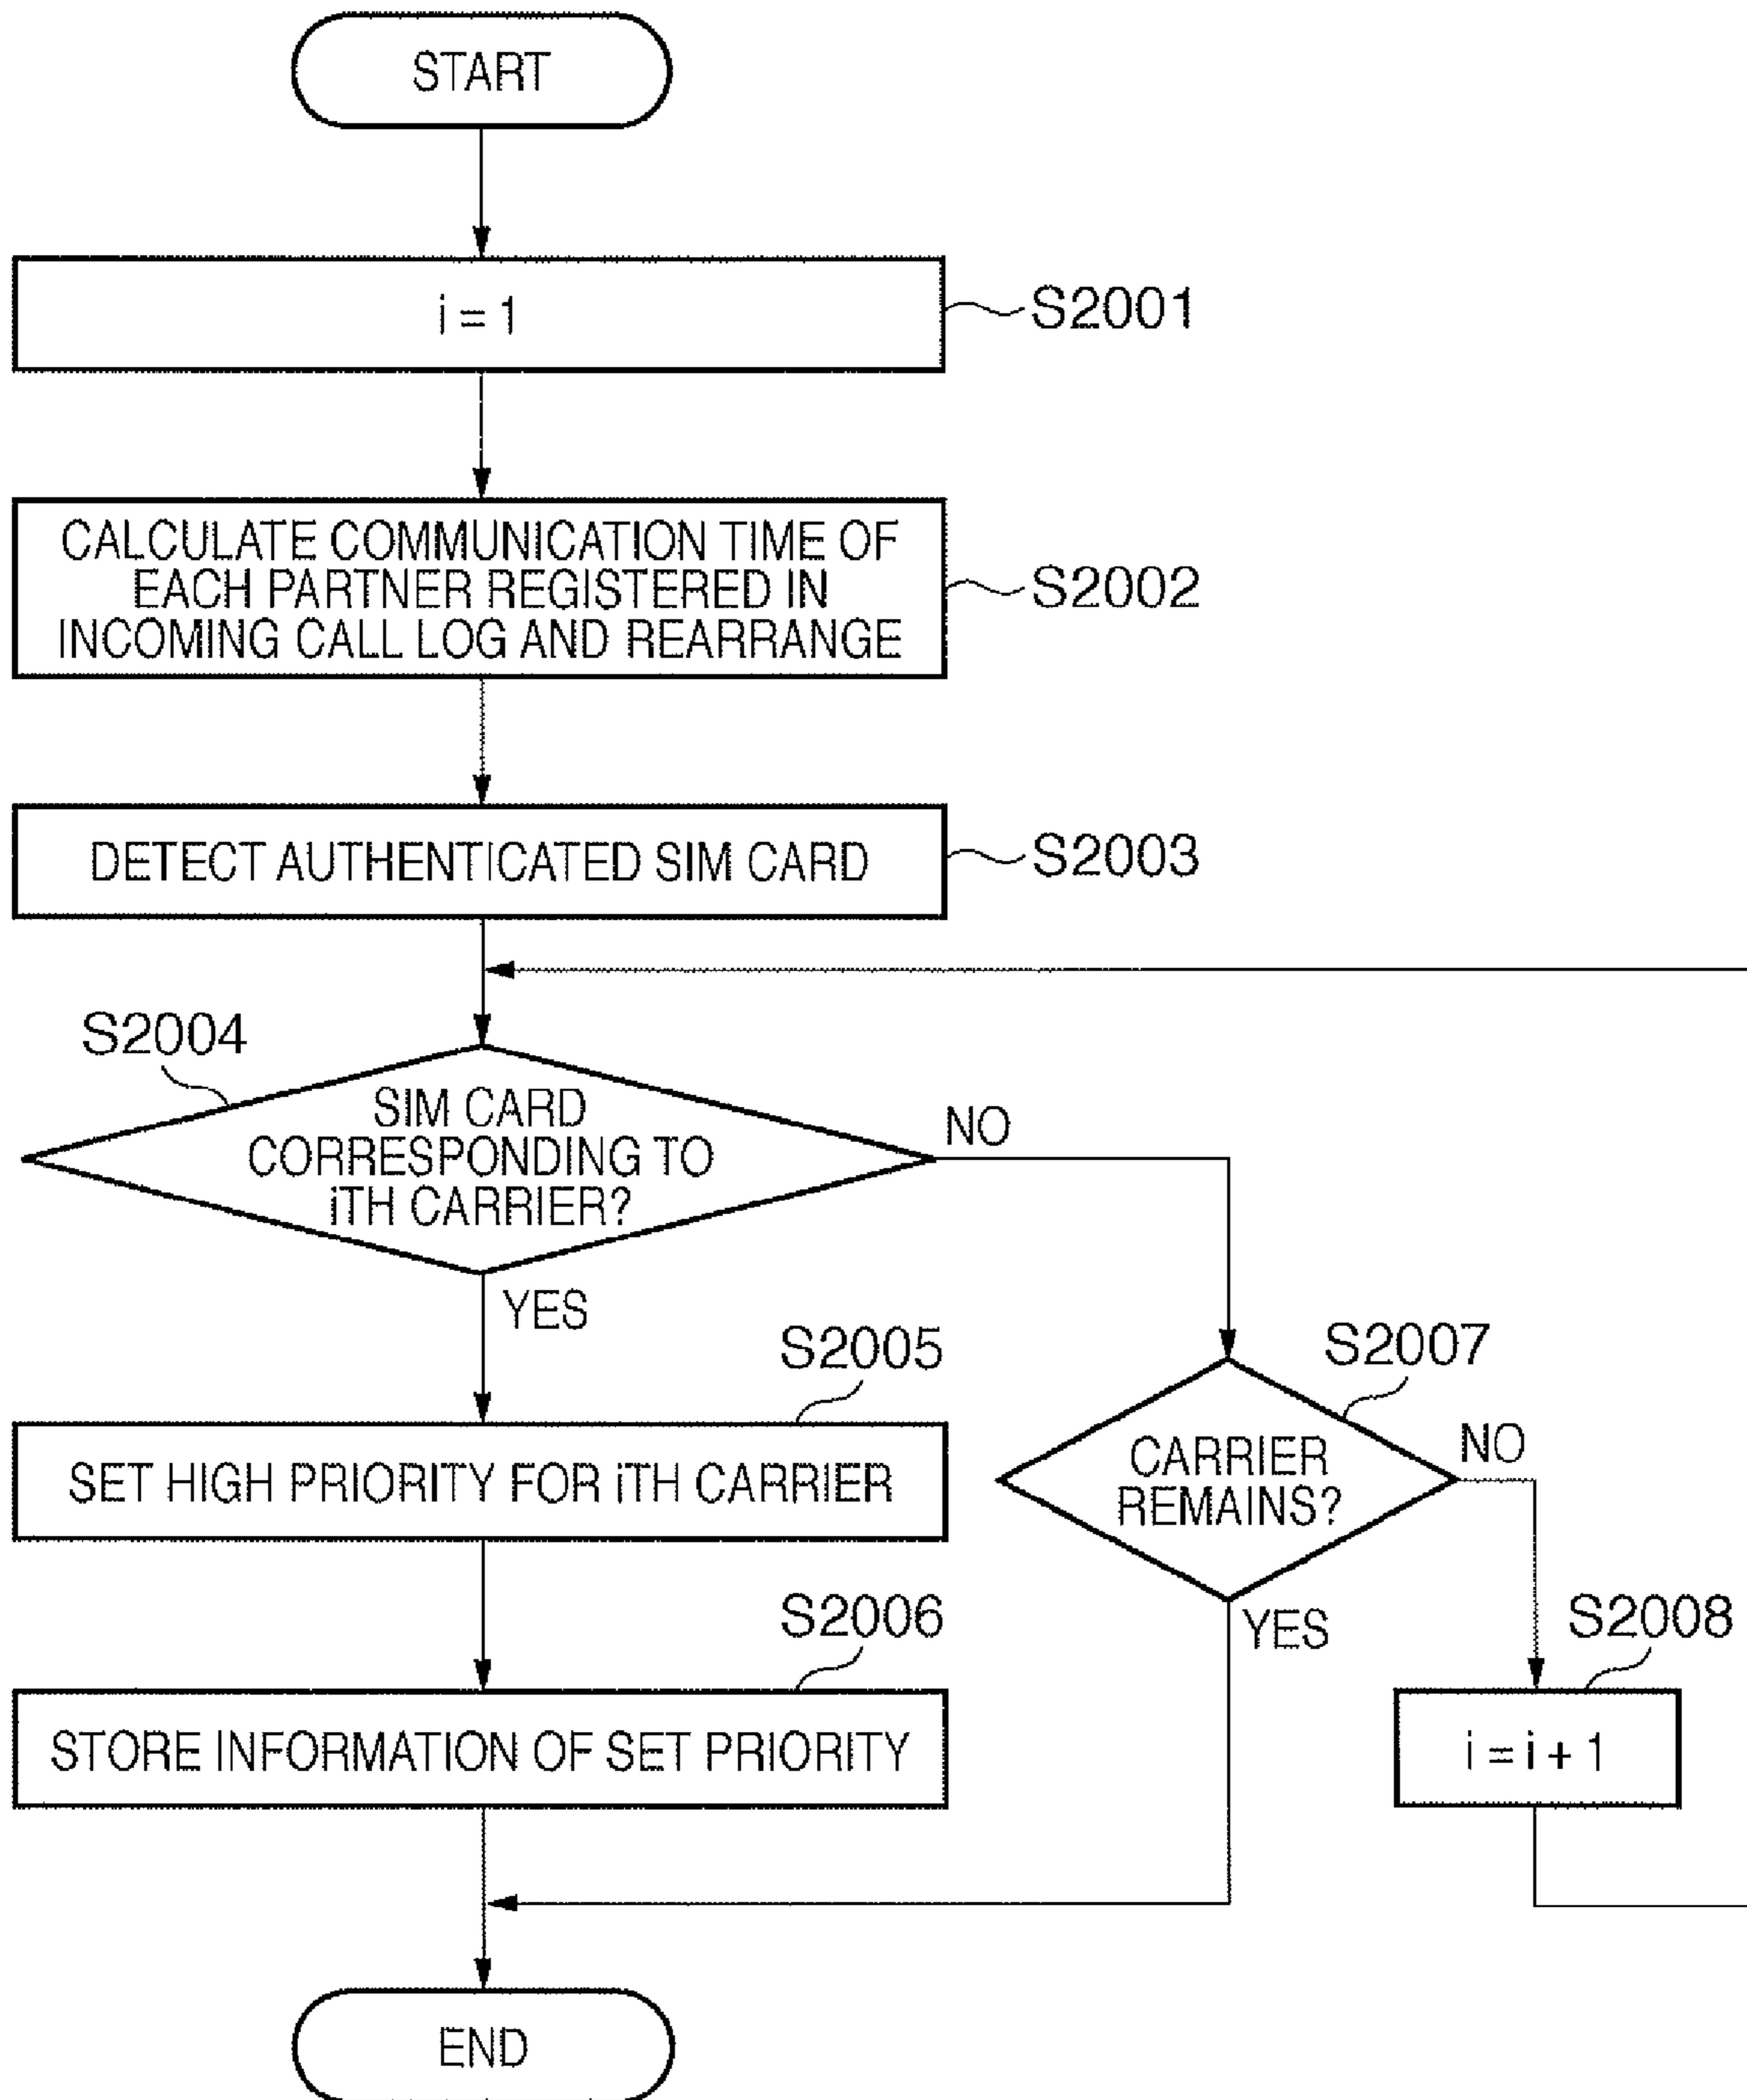 START
i = 1
S2001
CALCULATE COMMUNICATION TIME OF
EACH PARTNER REGISTERED IN
INCOMING CALL LOG AND REARRANGE
S2002
DETECT AUTHENTICATED SIM CARD
S2003
S2004
SIM CARD
CORRESPONDING TO
iTH CARRIER?
NO
YES
S2005
SET HIGH PRIORITY FOR iTH CARRIER
S2007
CARRIER
REMAINS?
NO
YES
S2006
STORE INFORMATION OF SET PRIORITY
S2008
i = i + 1
END